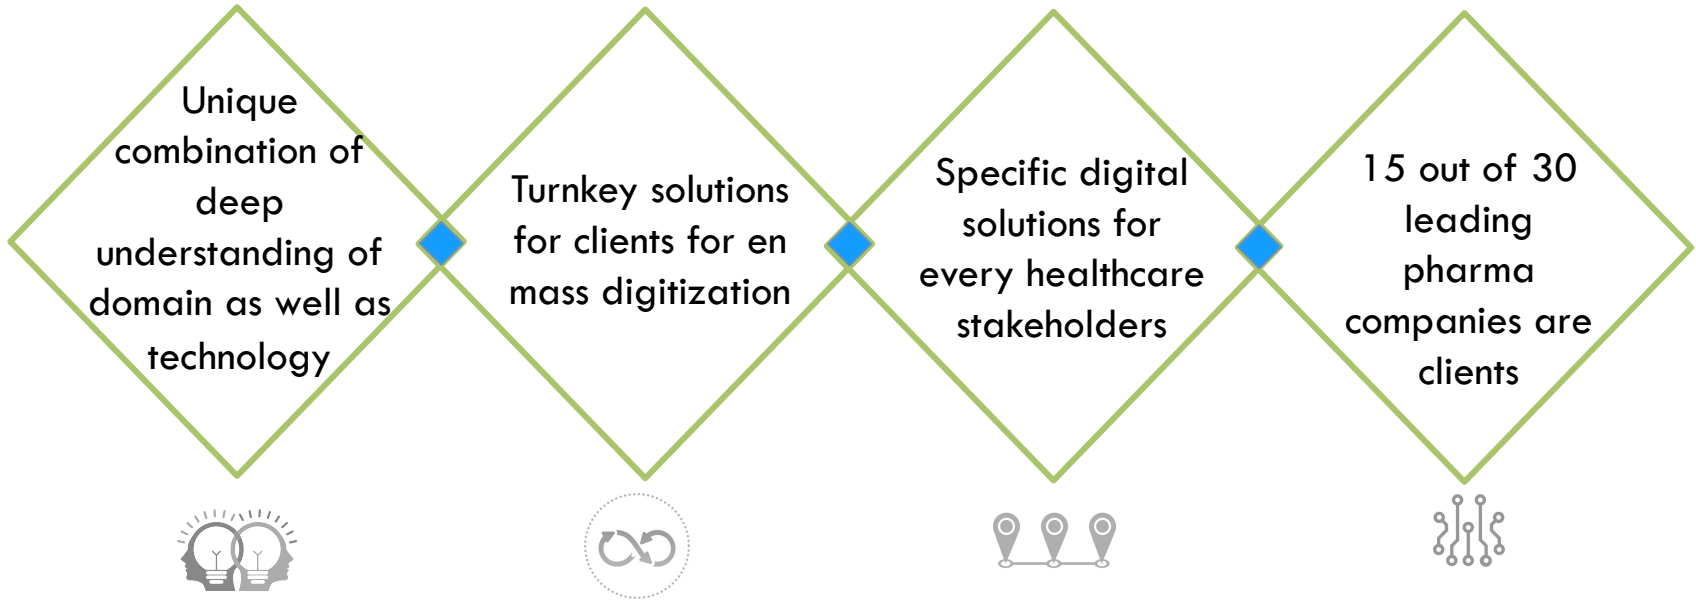 Unique
combination of
deep
understanding of
domain as well as
technology
Turnkey solutions
for clients for en
mass digitization
Specific digital
solutions for
every healthcare
stakeholders
15 out of 30
leading
pharma
companies are
clients